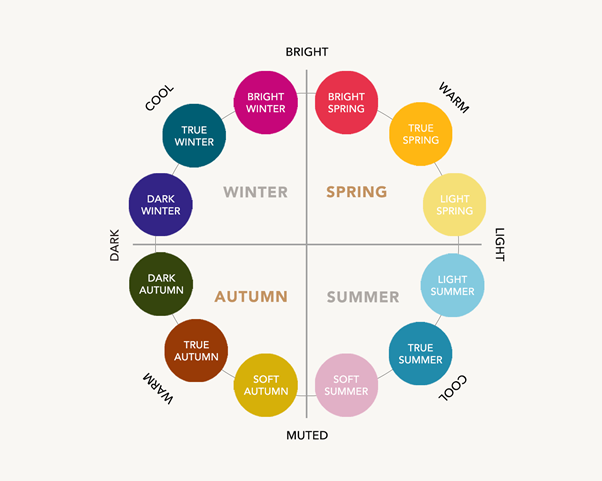 BRIGHT
COOL
WARM
BRIGHT
WINTER
BRIGHT
SPRING
TRUE
WINTER
TRUE
SPRING
WINTER
SPRING
DARK
WINTER
LIGHT
SPRING
DARK
LIGHT
DARK
AUTUMN
LIGHT
SUMMER
AUTUMN
SUMMER
TRUE
AUTUMN
TRUE
SUMMER
SOFT
AUTUMN
SOFT
SUMMER
WARM
COOL
MUTED